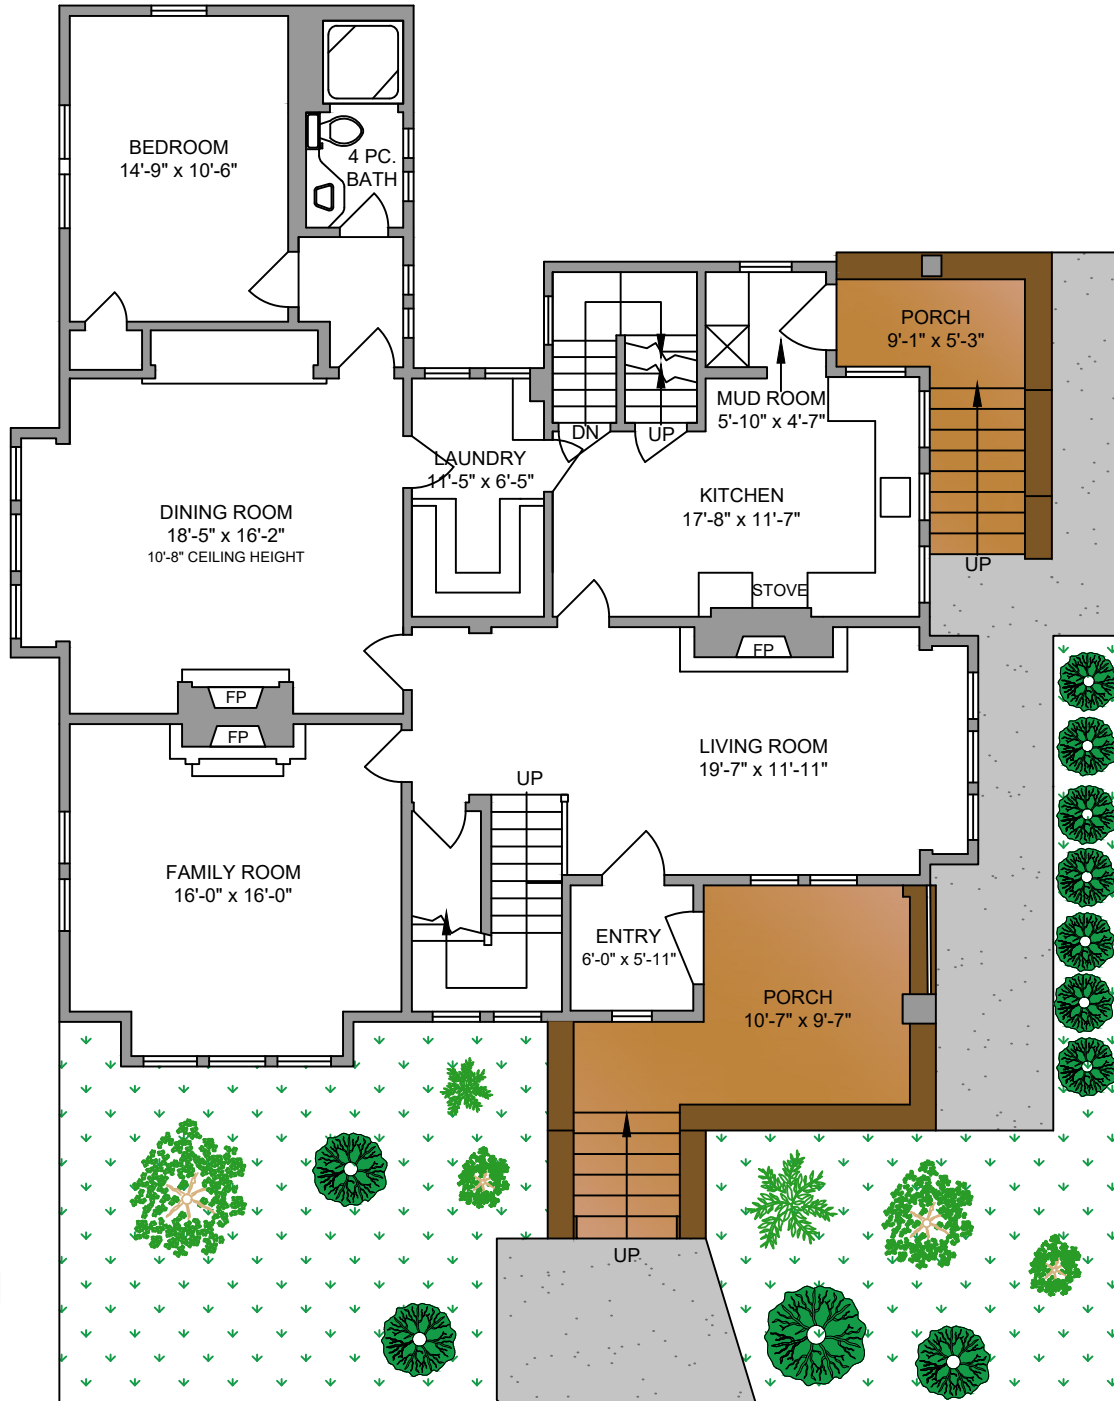 BEDROOM
14'-9" x 10'-6"
4 PC.
BATH
PORCH
9'-1" x 5'-3"
MUD ROOM
5'-10" x 4'-7"
DN
UP
LAUNDRY
11'-5" x 6'-5"
KITCHEN
17'-8" x 11'-7"
DINING ROOM
18'-5" x 16'-2"
10'-8" CEILING HEIGHT
UP
STOVE
FP
FP
FP
LIVING ROOM
19'-7" x 11'-11"
UP
FAMILY ROOM
16'-0" x 16'-0"
ENTRY
6'-0" x 5'-11"
PORCH
10'-7" x 9'-7"
UP